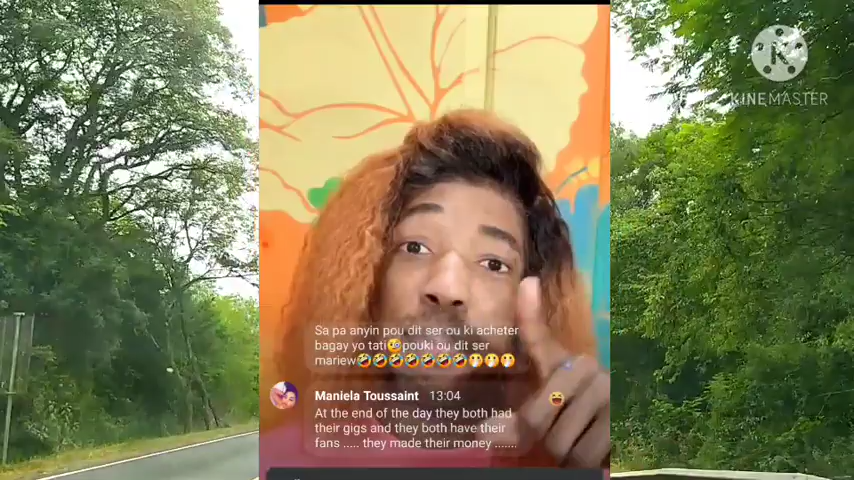 KINEMASTER
Sa pa anyin pou dit ser ou ki acheter
bagay yo tati🧐pouki ou dit ser
mariew🤣🤣🤣🤣🤣🤣🤣🤭🤭🤭
Maniela Toussaint 13:04
At the end of the day they both had
their gigs and they both have their
fans ..... they made their money .......